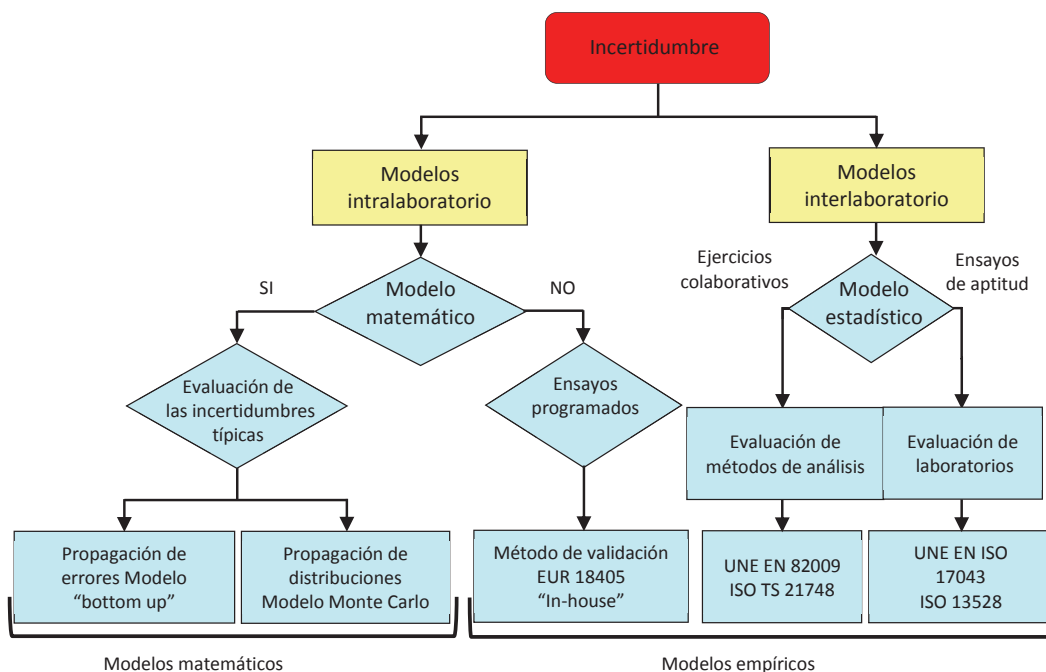 Incertidumbre
Modelos
intralaboratorio
Modelos
interlaboratorio
SI
Modelo
matemático
NO
Ejercicios
colaborativos
Modelo
estadístico
Ensayos
de aptitud
Evaluación de
las incertidumbres
típicas
Ensayos
programados
Evaluación de
métodos de análisis
Evaluación de
laboratorios
Propagación de
errores Modelo
“bottom up”
Propagación de
distribuciones
Modelo Monte Carlo
Método de validación
EUR 18405
“In-house”
UNE EN 82009
ISO TS 21748
UNE EN ISO
17043
ISO 13528
Modelos matemáticos
Modelos empíricos